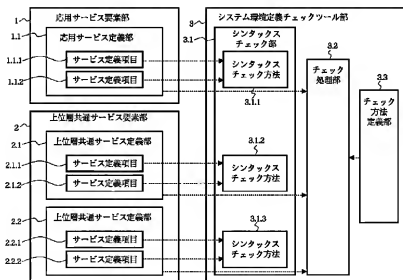 1
応用サービス要素部
1.1
応用サービス定義部
1.1.1
サービス定義項目
1.1.2
サービス定義項目
2
上位層共通サービス要素部
2.1
上位層共通サービス定義部
2.1.1
サービス定義項目
2.1.2
サービス定義項目
2.2
上位層共通サービス定義部
2.2.1
サービス定義項目
2.2.2
サービス定義項目
3
システム環境定義チェックツール部
3.1
シンタックス
チェック部
シンタックス
チェック方法
3.1.1
3.1.2
シンタックス
チェック方法
3.1.3
シンタックス
チェック方法
3.2
チェック
処理部
3.3
チェック
方法
定義部